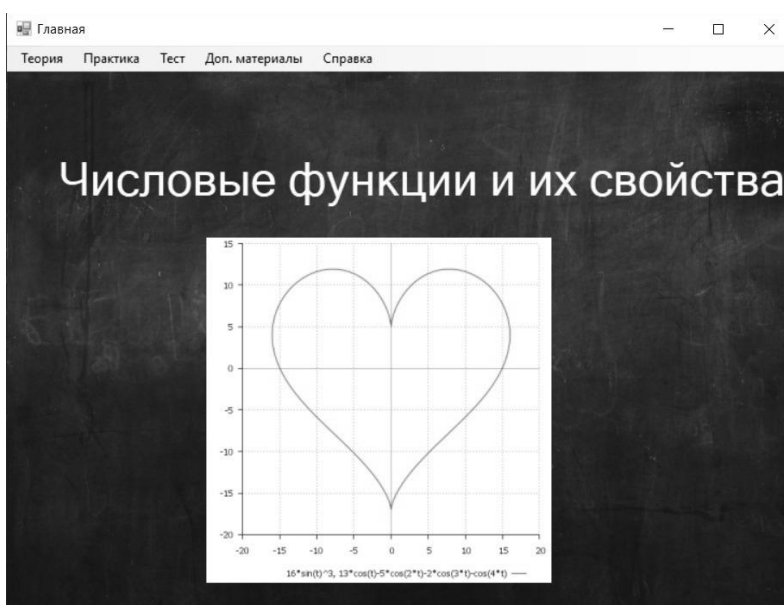 Главная
Теория Практика Тест Доп. материалы Справка
Числовые функции и их свойства
15
10
5
0
-5
-10
-15
-20
-20 -15 -10 -5 0 5 10 15 20
16*sin(t)^3, 13*cos(t)-5*cos(2*t)-2*cos(3*t)-cos(4*t)